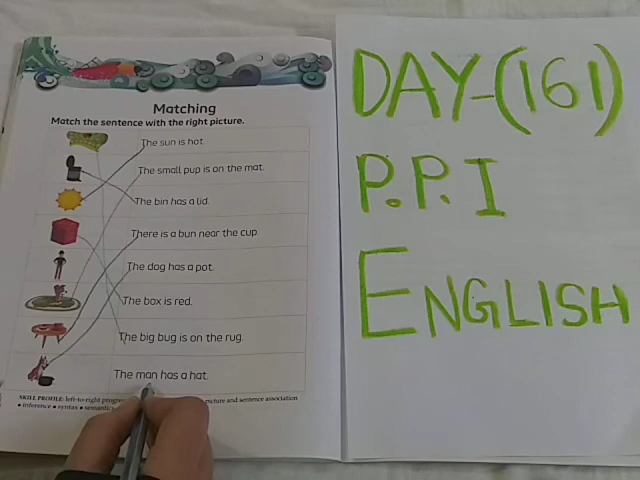 Matching
Match the sentence with the right picture.
The sun is hot.
The small pup is on the mat.
The bin has a lid.
There is a bun near the cup.
The dog has a pot.
The box is red.
The big bug is on the rug.
The man has a hat.
SKILL PROFILE: left-to-right picture and sentence association
• inference • syntax • semantics
DAY-(161)
P.P.I
ENGLISH